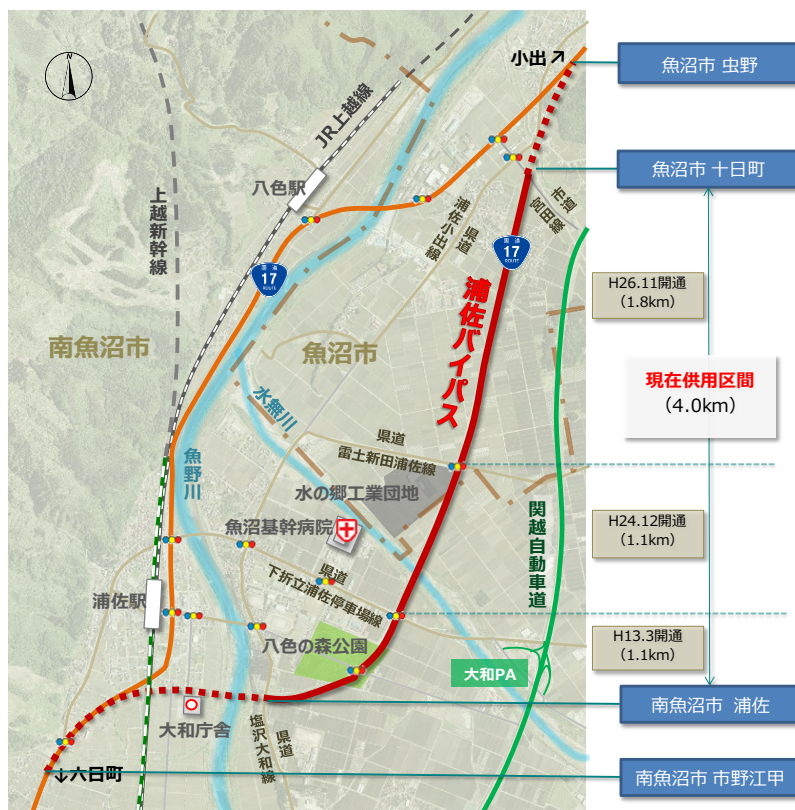 N
小出↗
魚沼市 虫野
JR上越線
八色駅
上越新幹線
県道
浦佐小出線
市道
宮田線
魚沼市 十日町
国道
17
ROUTE
国道
17
ROUTE
H26.11開通
（1.8km）
浦佐バイパス
南魚沼市
魚沼市
現在供用区間
（4.0km）
水無川
魚野川
県道
雷土新田浦佐線
水の郷工業団地
魚沼基幹病院
関越自動車道
H24.12開通
（1.1km）
県道
下折立浦佐停車場線
浦佐駅
八色の森公園
H13.3開通
（1.1km）
大和PA
南魚沼市 浦佐
大和庁舎
県道
塩沢大和線
↓六日町
南魚沼市 市野江甲